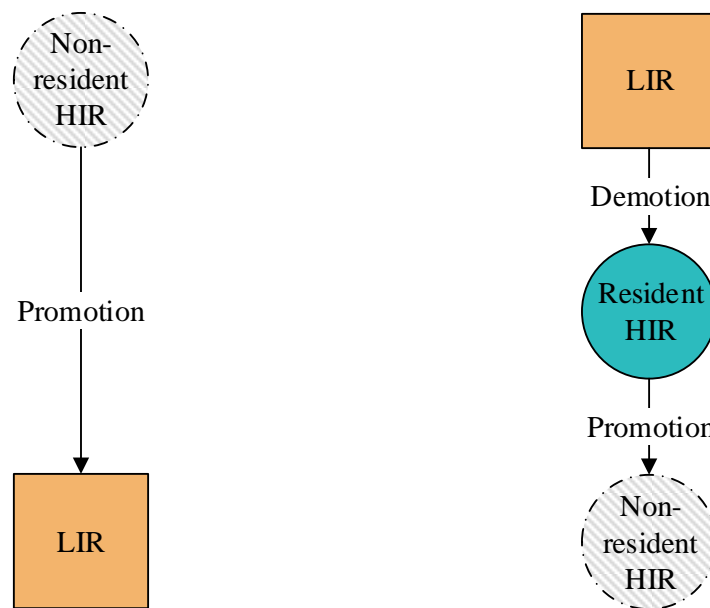 Non-
resident
HIR
Promotion
LIR
LIR
Demotion
Resident
HIR
Promotion
Non-
resident
HIR